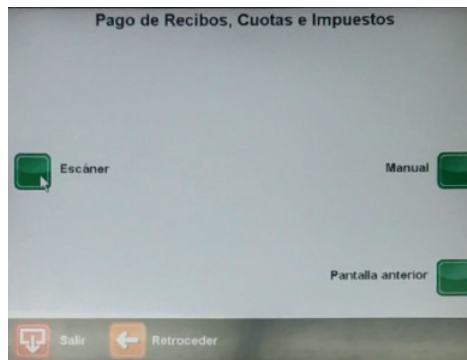 Pago de Recibos, Cuotas e Impuestos
Escáner
Manual
Pantalla anterior
Salir
Retroceder